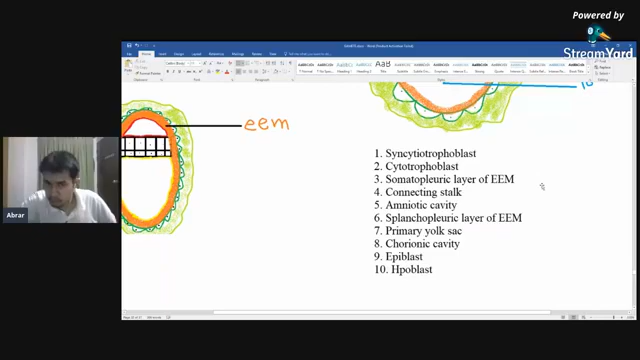 Powered by
StreamYard
eem
10
1. Syncytiotrophoblast
2. Cytotrophoblast
3. Somatopleuric layer of EEM
4. Connecting stalk
5. Amniotic cavity
6. Splanchopleuric layer of EEM
7. Primary yolk sac
8. Chorionic cavity
9. Epiblast
10. Hpoblast
Abrar